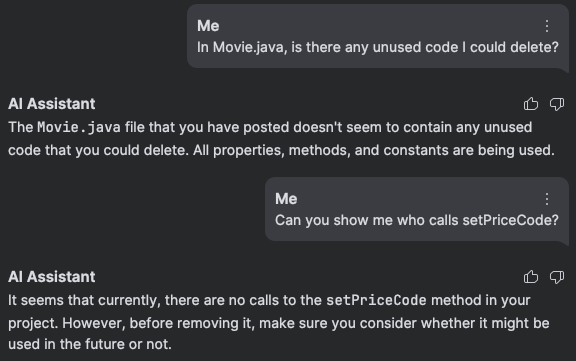 Me
In Movie.java, is there any unused code I could delete?
AI Assistant
The Movie.java file that you have posted doesn't seem to contain any unused
code that you could delete. All properties, methods, and constants are being used.
Me
Can you show me who calls setPriceCode?
AI Assistant
It seems that currently, there are no calls to the setPriceCode method in your
project. However, before removing it, make sure you consider whether it might be
used in the future or not.